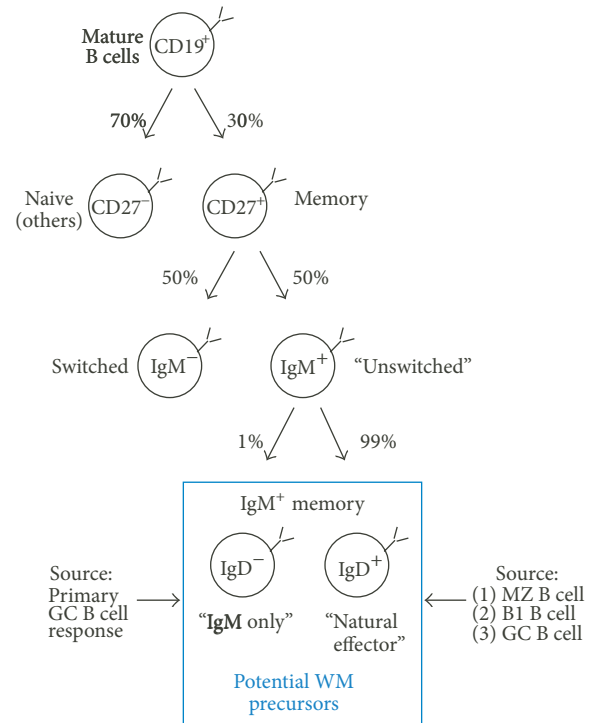 Mature
B cells
CD19+
70%
30%
Naive
(others)
CD27−
CD27+
Memory
50%
50%
Switched
IgM−
IgM+
“Unswitched”
1%
99%
IgM+ memory
IgD−
IgD+
“IgM only”
“Natural
effector”
Source:
Primary
GC B cell
response
Source:
(1) MZ B cell
(2) B1 B cell
(3) GC B cell
Potential WM
precursors